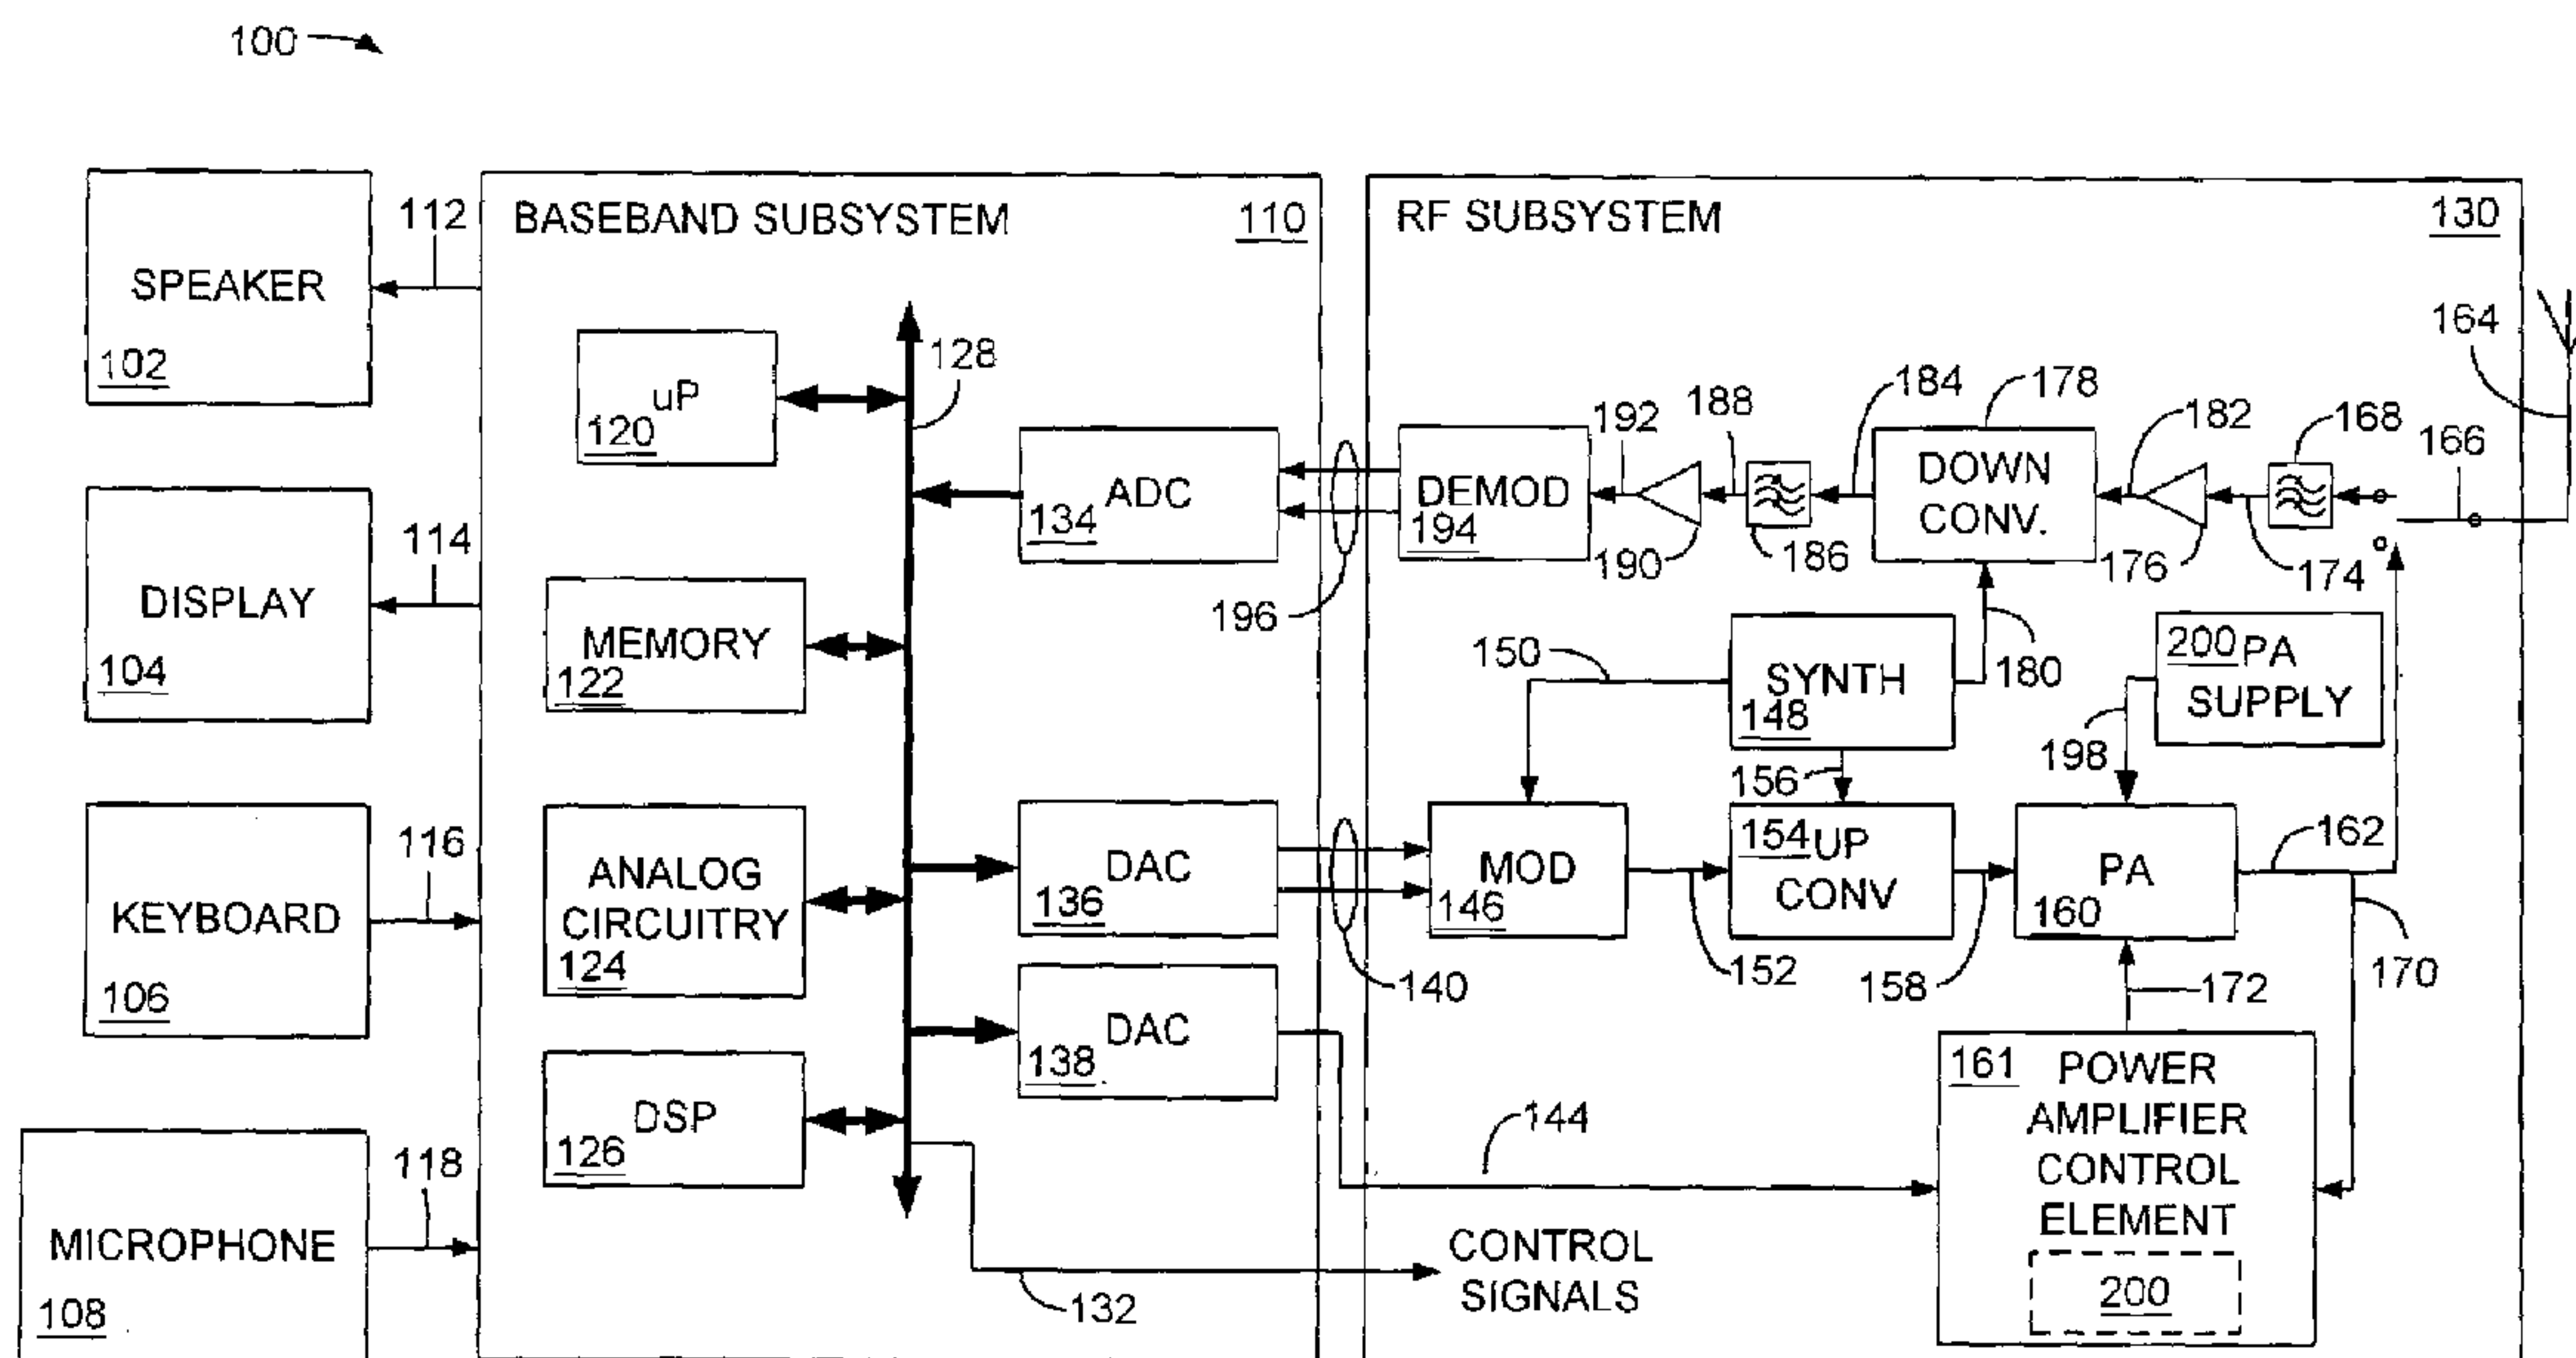 100
SPEAKER
102
112
DISPLAY
104
114
KEYBOARD
106
116
MICROPHONE
108
118
BASEBAND SUBSYSTEM
110
uP
120
128
MEMORY
122
ANALOG
CIRCUITRY
124
DSP
126
ADC
134
DAC
136
DAC
138
132
CONTROL
SIGNALS
196
140
144
RF SUBSYSTEM
130
DEMOD
194
192
190
188
186
184
DOWN
CONV.
178
182
176
174
168
166
164
150
SYNTH
148
180
156
200 PA
SUPPLY
198
MOD
146
152
154 UP
CONV
158
PA
160
162
170
172
161 POWER
AMPLIFIER
CONTROL
ELEMENT
200